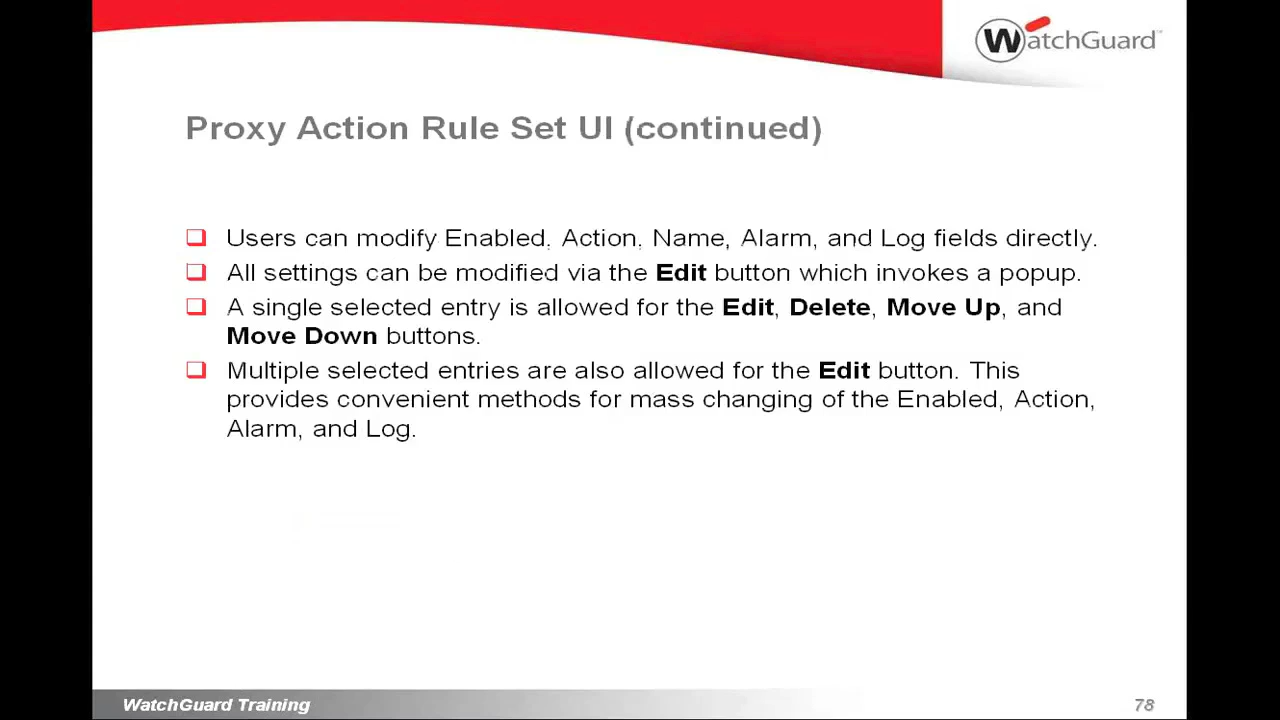 WatchGuard
Proxy Action Rule Set UI (continued)
Users can modify Enabled, Action, Name, Alarm, and Log fields directly.
All settings can be modified via the Edit button which invokes a popup.
A single selected entry is allowed for the Edit, Delete, Move Up, and
Move Down buttons.
Multiple selected entries are also allowed for the Edit button. This
provides convenient methods for mass changing of the Enabled, Action,
Alarm, and Log.
WatchGuard Training
78